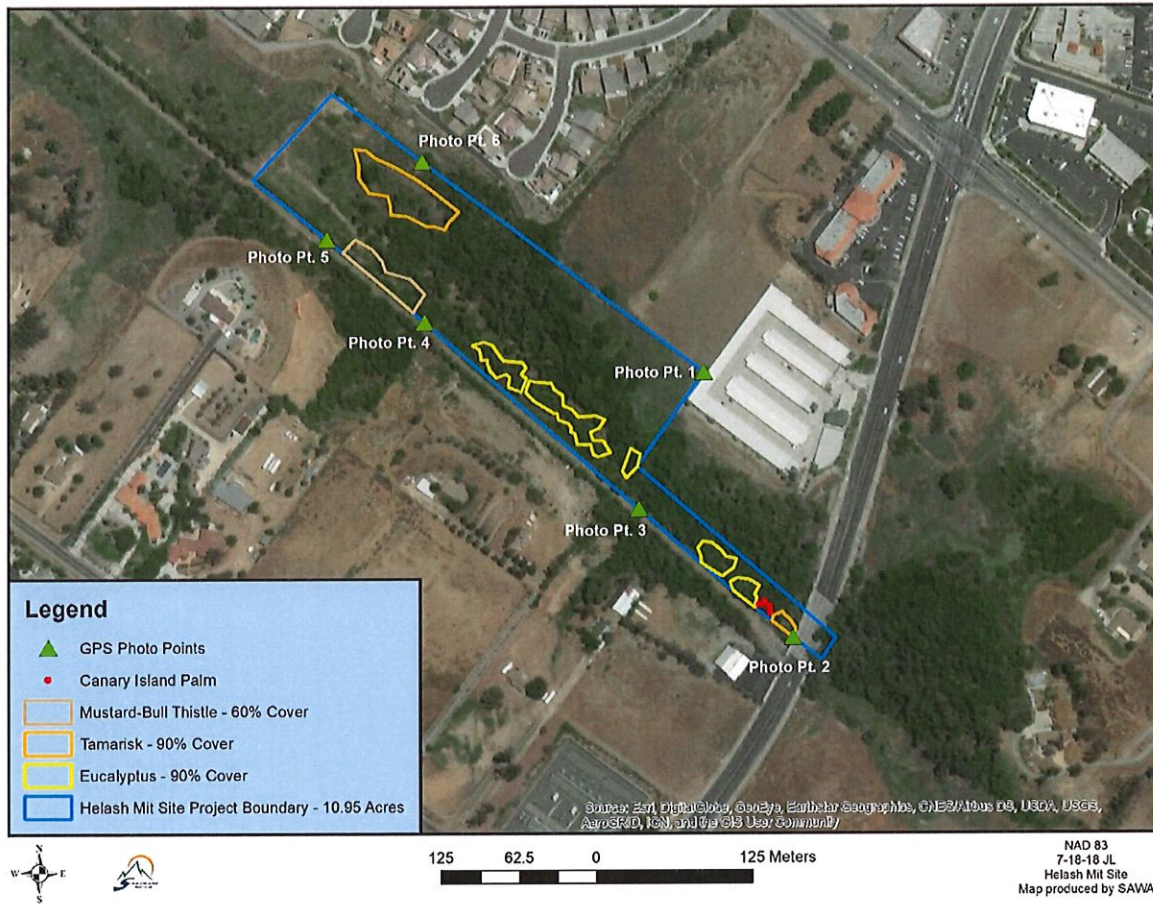 Photo Pt. 6
Photo Pt. 5
Photo Pt. 4
Photo Pt. 1
Photo Pt. 3
Photo Pt. 2
Legend
GPS Photo Points
Canary Island Palm
Mustard-Bull Thistle - 60% Cover
Tamarisk - 90% Cover
Eucalyptus - 90% Cover
Helash Mit Site Project Boundary - 10.95 Acres
Source: Esri, DigitalGlobe, GeoEye, Earthstar Geographics, CNES/Airbus DS, USDA, USGS,
AeroGRID, IGN, and the GIS User Community
N
W E
S
125 62.5 0 125 Meters
NAD 83
7-18-18 JL
Helash Mit Site
Map produced by SAWA